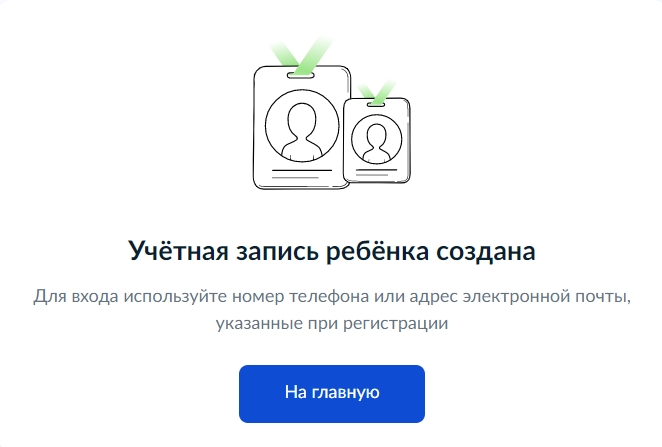 Учётная запись ребёнка создана
Для входа используйте номер телефона или адрес электронной почты,
указанные при регистрации
На главную